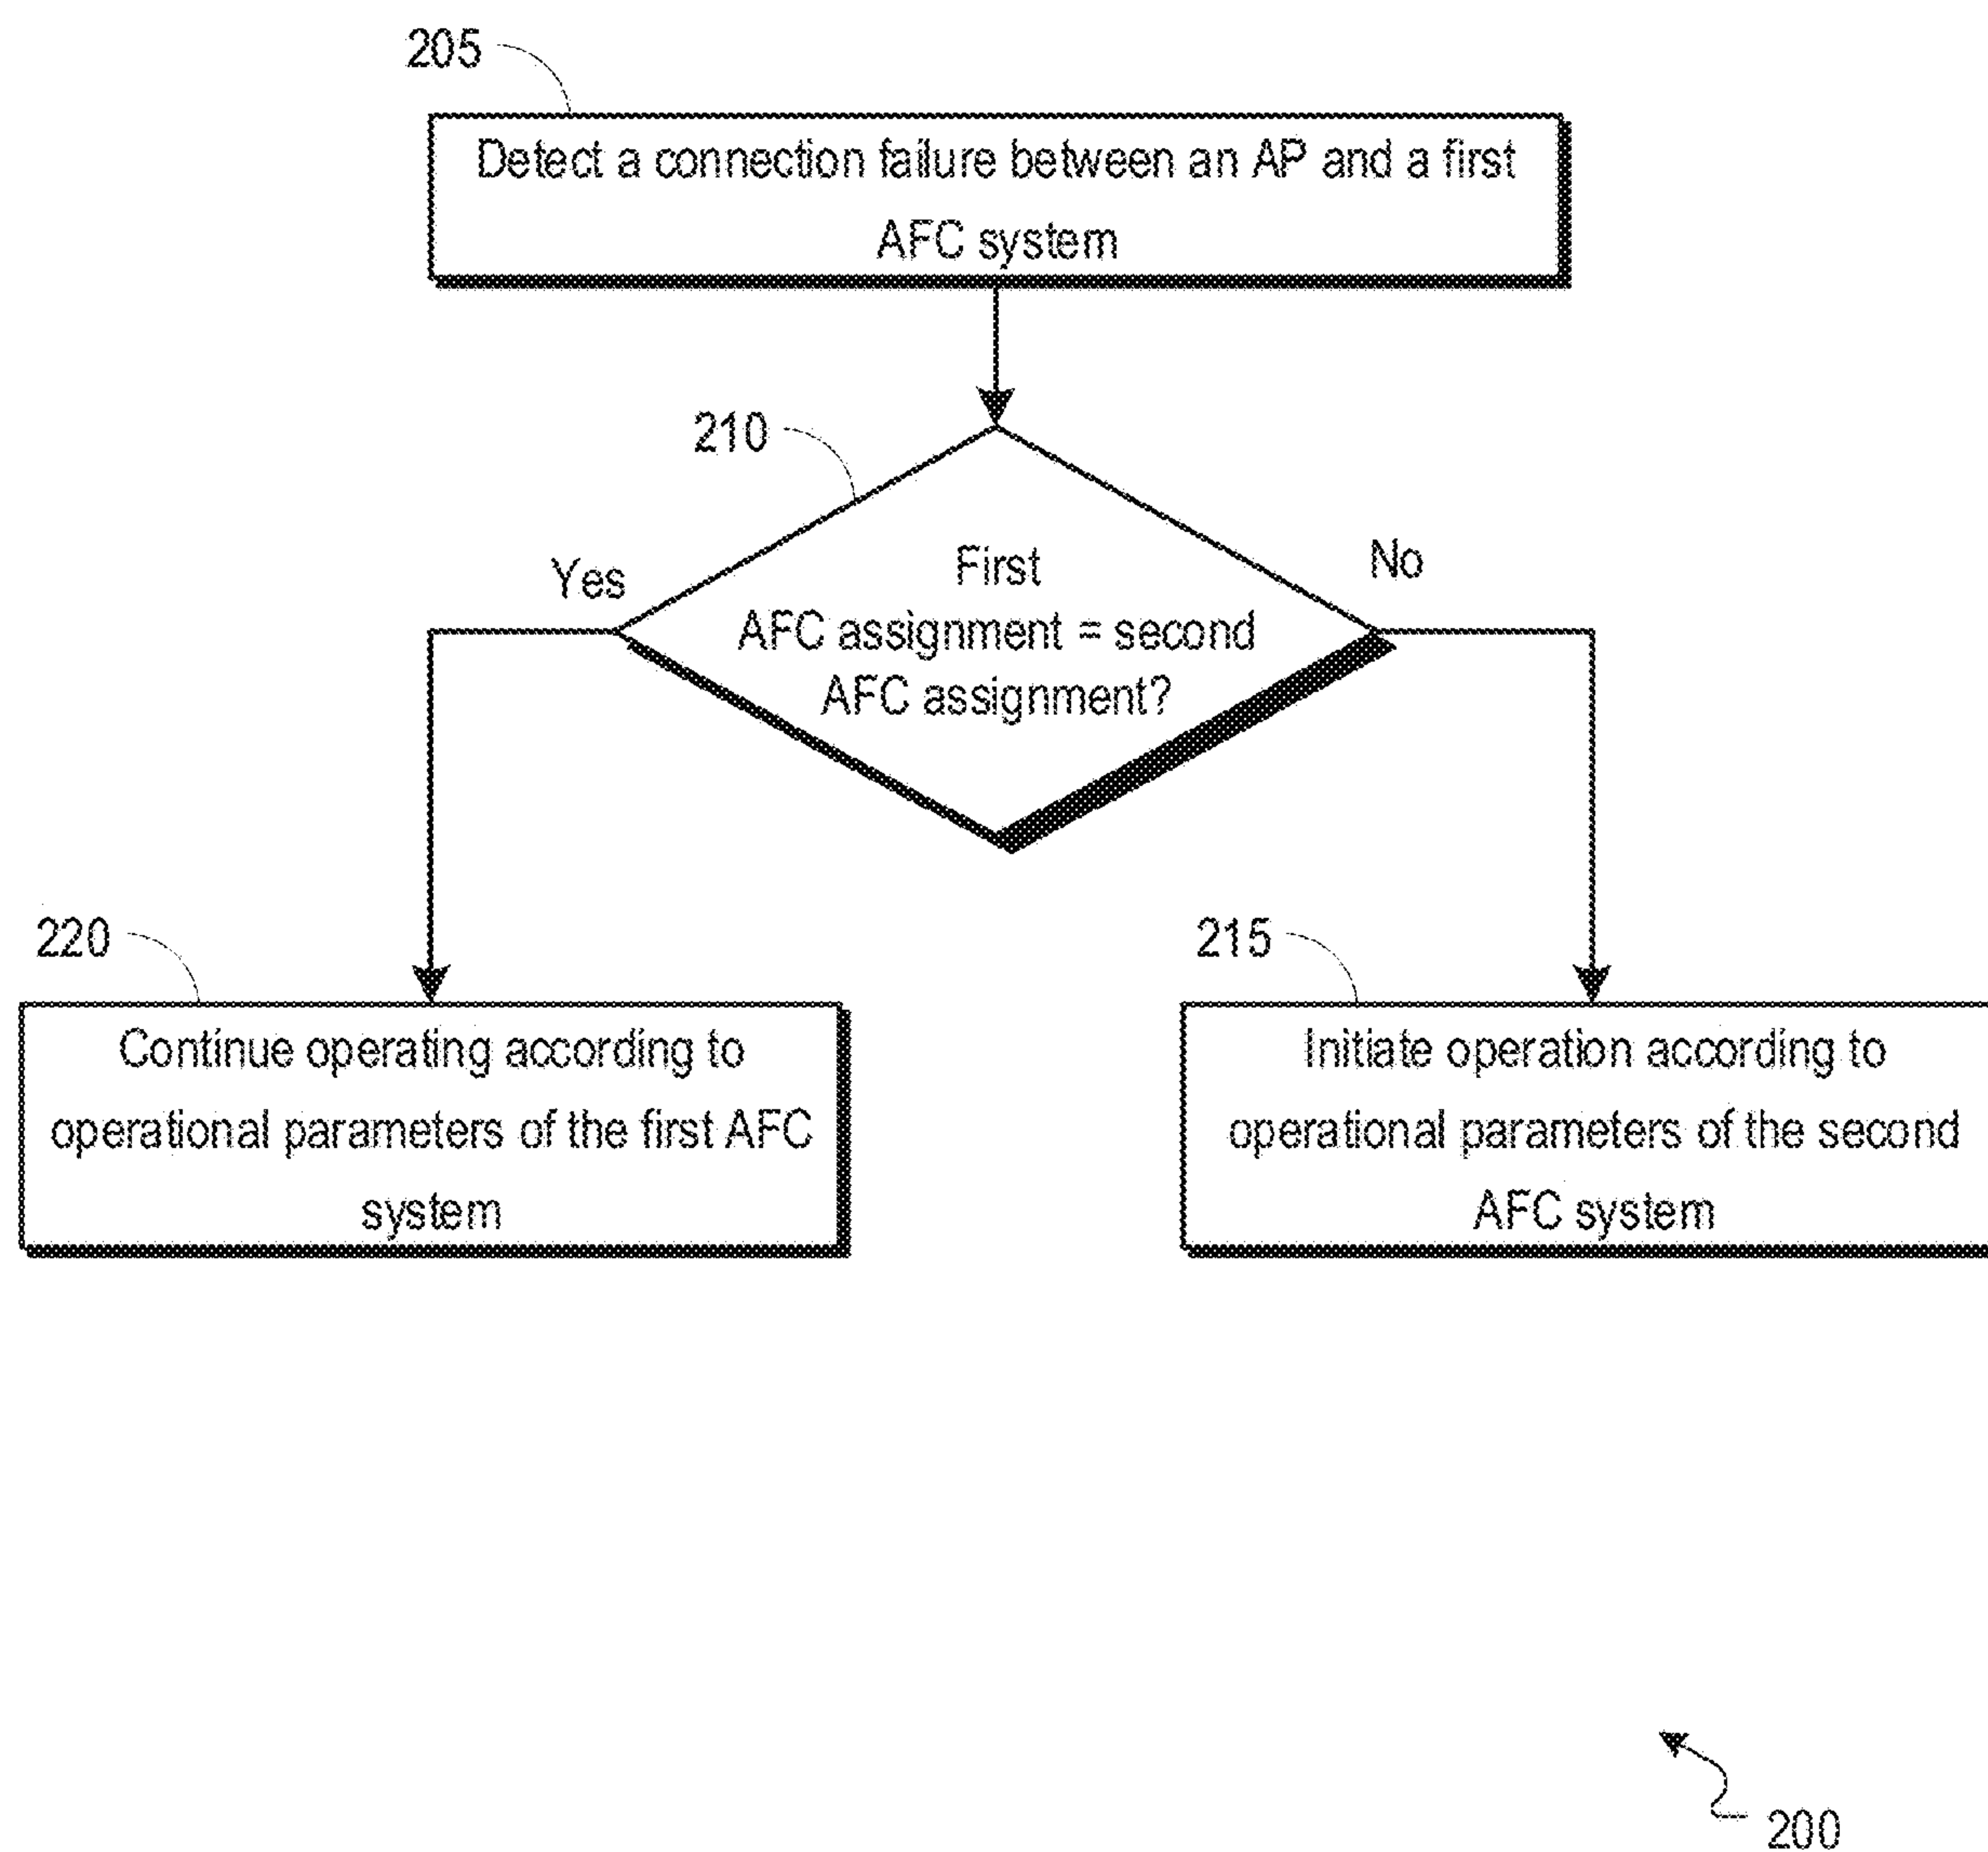 205
Detect a connection failure between an AP and a first
AFC system
210
Yes
No
First
AFC assignment = second
AFC assignment?
220
Continue operating according to
operational parameters of the first AFC
system
215
Initiate operation according to
operational parameters of the second
AFC system
200